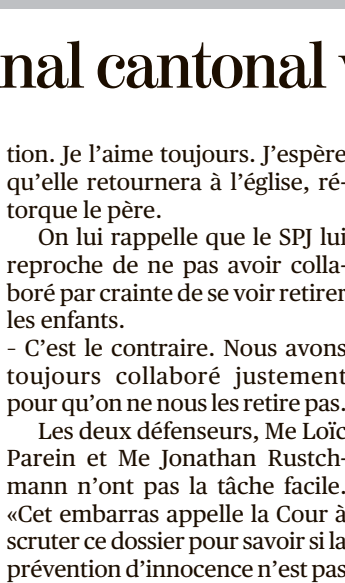 nal cantonal
tion. Je l’aime toujours. J’espère
qu’elle retournera à l’église, ré-
torque le père.
On lui rappelle que le SPJ lui
reproche de ne pas avoir colla-
boré par crainte de se voir retirer
les enfants.
– C’est le contraire. Nous avons
toujours collaboré justement
pour qu’on ne nous les retire pas.
Les deux défenseurs, Me Loïc
Parein et Me Jonathan Rustch-
mann n’ont pas la tâche facile.
«Cet embarras appelle la Cour à
scruter ce dossier pour savoir si la
prévention d’innocence n’est pas